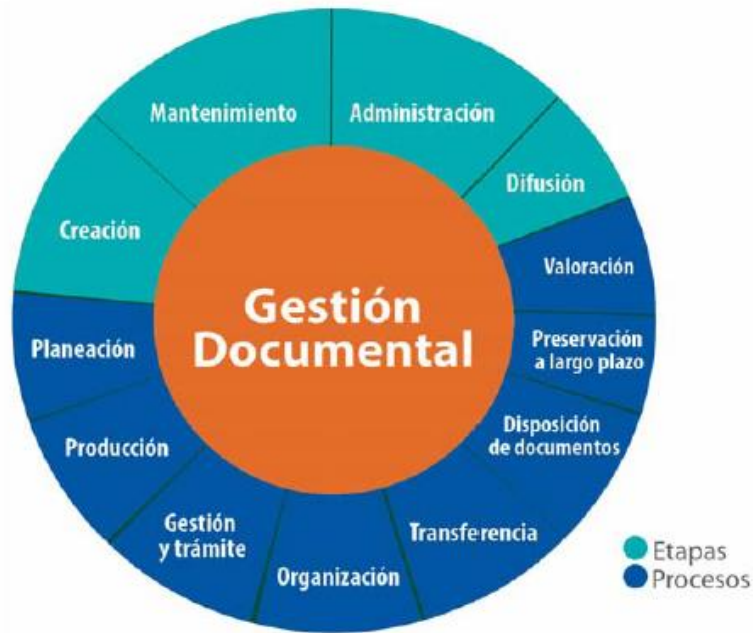 Mantenimiento
Administración
Difusión
Creación
Valoración
Gestión
Documental
Planeación
Preservación
a largo plazo
Producción
Disposición
de documentos
Gestión
y trámite
Transferencia
Organización
Etapas
Procesos